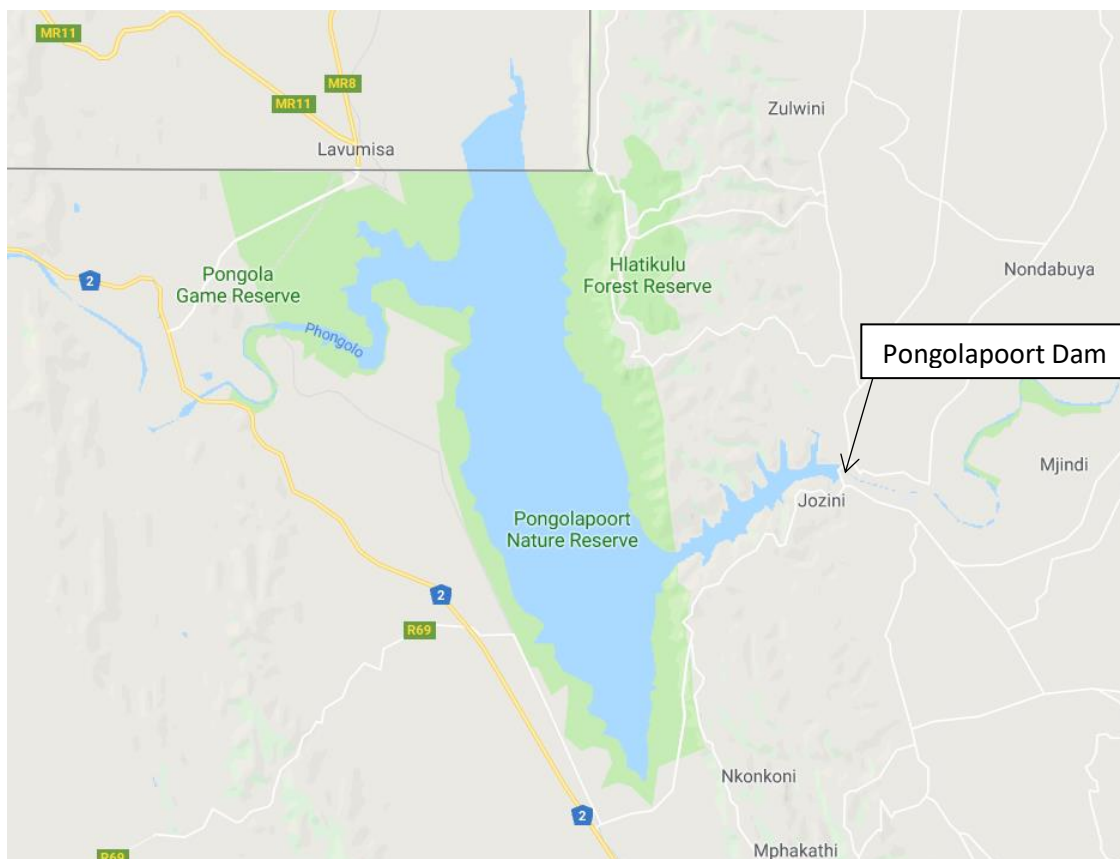 MR11
MR8
MR11
Lavumisa
Zulwini
Pongola
Game Reserve
2
Hlatikulu
Forest Reserve
Nondabuya
Phongolo
Pongolapoort Dam
Mjindi
Jozini
Pongolapoort
Nature Reserve
2
R69
Nkonkoni
2
Mphakathi
R69